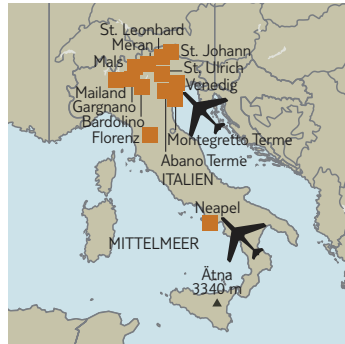 St. Leonhard
Meran
St. Johann
Mals
St. Ulrich
Venedig
Mailand
Gargnano
Bardolino
Florenz
Montegretto Terme
Abano Terme
ITALIEN
Neapel
MITTELMEER
Ätna
3340 m